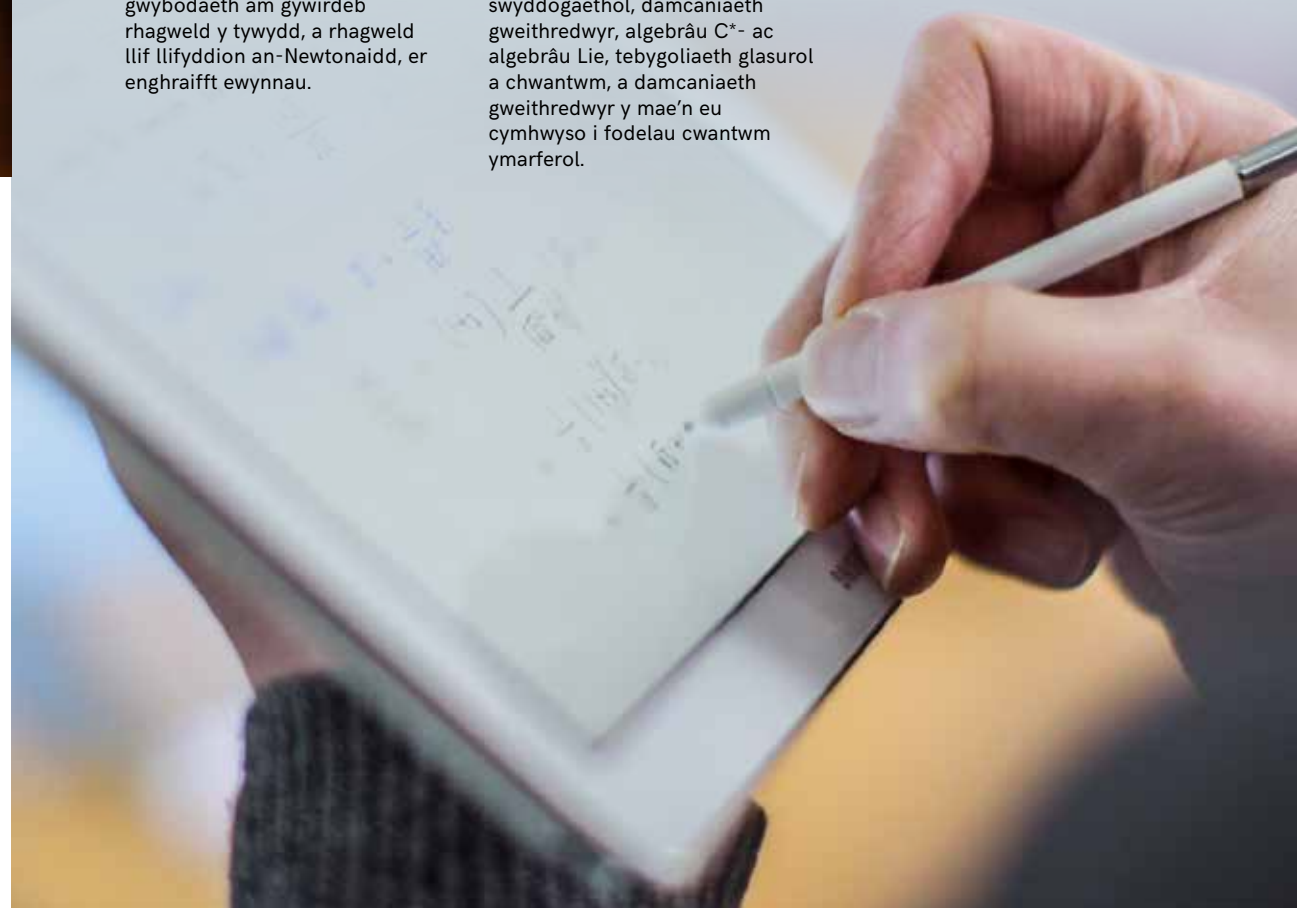 gwybodaeth am gywirdeb
rhagweld y tywydd, a rhagweld
llif llifyddion an-Newtonaidd, er
enghraifft ewynnau.
swyddogaethol, damcaniaeth
gweithredwyr, algebrâu C*- ac
algebrâu Lie, tebygoliaeth glasurol
a chwantwm, a damcaniaeth
gweithredwyr y mae’n eu
cymhwyso i fodelau cwantwm
ymarferol.